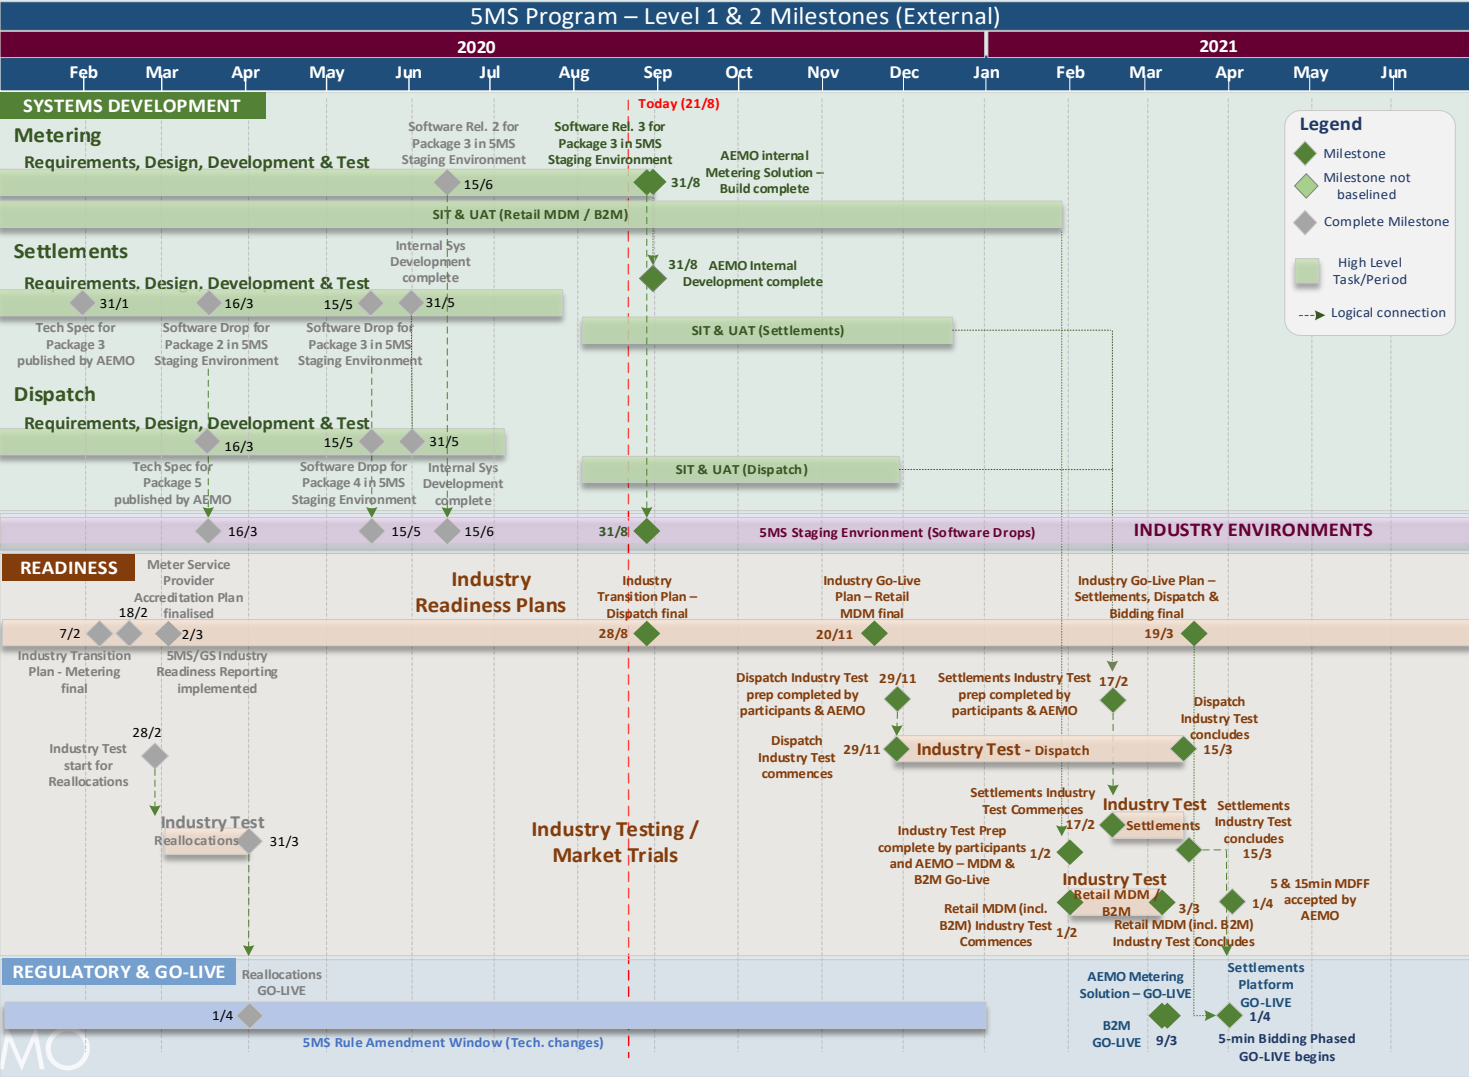 5MS Program – Level 1 & 2 Milestones (External)
2020
2021
Feb Mar Apr May Jun Jul Aug Sep Oct Nov Dec Jan Feb Mar Apr May Jun
SYSTEMS DEVELOPMENT
Today (21/8)
Legend
Milestone
Milestone not
baselined
Complete Milestone
High Level
Task/Period
Logical connection
Metering
Requirements, Design, Development & Test
Software Rel. 2 for
Package 3 in 5MS
Staging Environment
15/6
Software Rel. 3 for
Package 3 in 5MS
Staging Environment
31/8
AEMO internal
Metering Solution –
Build complete
SIT & UAT (Retail MDM / B2M)
Settlements
Requirements, Design, Development & Test
Internal Sys
Development
complete
31/8
AEMO Internal
Development complete
31/1
16/3
15/5
31/5
Tech Spec for
Package 3
published by AEMO
Software Drop for
Package 2 in 5MS
Staging Environment
Software Drop for
Package 3 in 5MS
Staging Environment
SIT & UAT (Settlements)
Dispatch
Requirements, Design, Development & Test
16/3
15/5
31/5
Tech Spec for
Package 5
published by AEMO
Software Drop for
Package 4 in 5MS
Staging Environment
Internal Sys
Development
complete
SIT & UAT (Dispatch)
16/3
15/5
15/6
31/8
5MS Staging Envrionment (Software Drops)
INDUSTRY ENVIRONMENTS
READINESS
Meter Service
Provider
Accreditation Plan
finalised
18/2
7/2
2/3
Industry Transition
Plan - Metering
final
5MS/GS Industry
Readiness Reporting
implemented
Industry
Readiness Plans
Industry
Transition Plan –
Dispatch final
28/8
Industry Go-Live
Plan – Retail
MDM final
20/11
Industry Go-Live Plan –
Settlements, Dispatch &
Bidding final
19/3
Dispatch Industry Test
prep completed by
participants & AEMO
29/11
Settlements Industry Test
prep completed by
participants & AEMO
17/2
Dispatch
Industry Test
concludes
15/3
28/2
Industry Test
start for
Reallocations
Dispatch
Industry Test
commences
29/11
Industry Test - Dispatch
Industry Test
Reallocations
31/3
Industry Testing /
Market Trials
Settlements Industry
Test Commences
17/2
Industry Test
Settlements
Settlements
Industry Test
concludes
15/3
Industry Test Prep
complete by participants
and AEMO – MDM &
B2M Go-Live
1/2
Industry Test
Retail MDM /
B2M
3/3
Retail MDM (incl.
B2M) Industry Test
Commences
1/2
Retail MDM (incl. B2M)
Industry Test Concludes
1/4
5 & 15min MDFF
accepted by
AEMO
REGULATORY & GO-LIVE
Reallocations
GO-LIVE
1/4
5MS Rule Amendment Window (Tech. changes)
AEMO Metering
Solution – GO-LIVE
B2M
GO-LIVE
9/3
Settlements
Platform
GO-LIVE
1/4
5-min Bidding Phased
GO-LIVE begins
MO